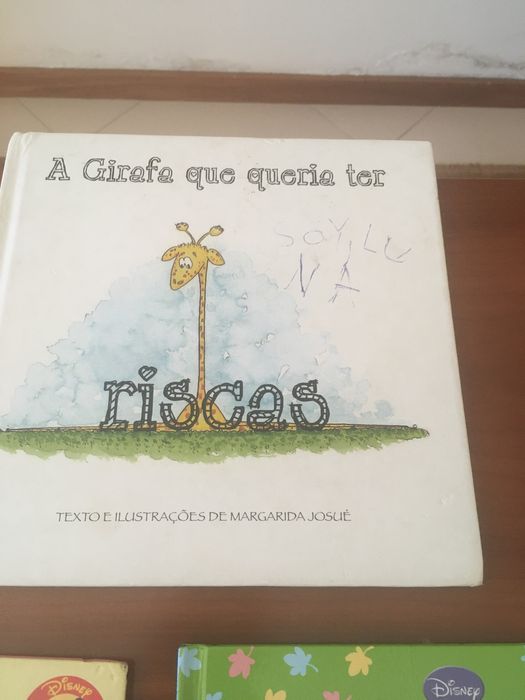 A Girafa que queria ter
SOY LU
NA
riscas
TEXTO E ILUSTRAÇÕES DE MARGARIDA JOSUÉ
DISNEY
DISNEY